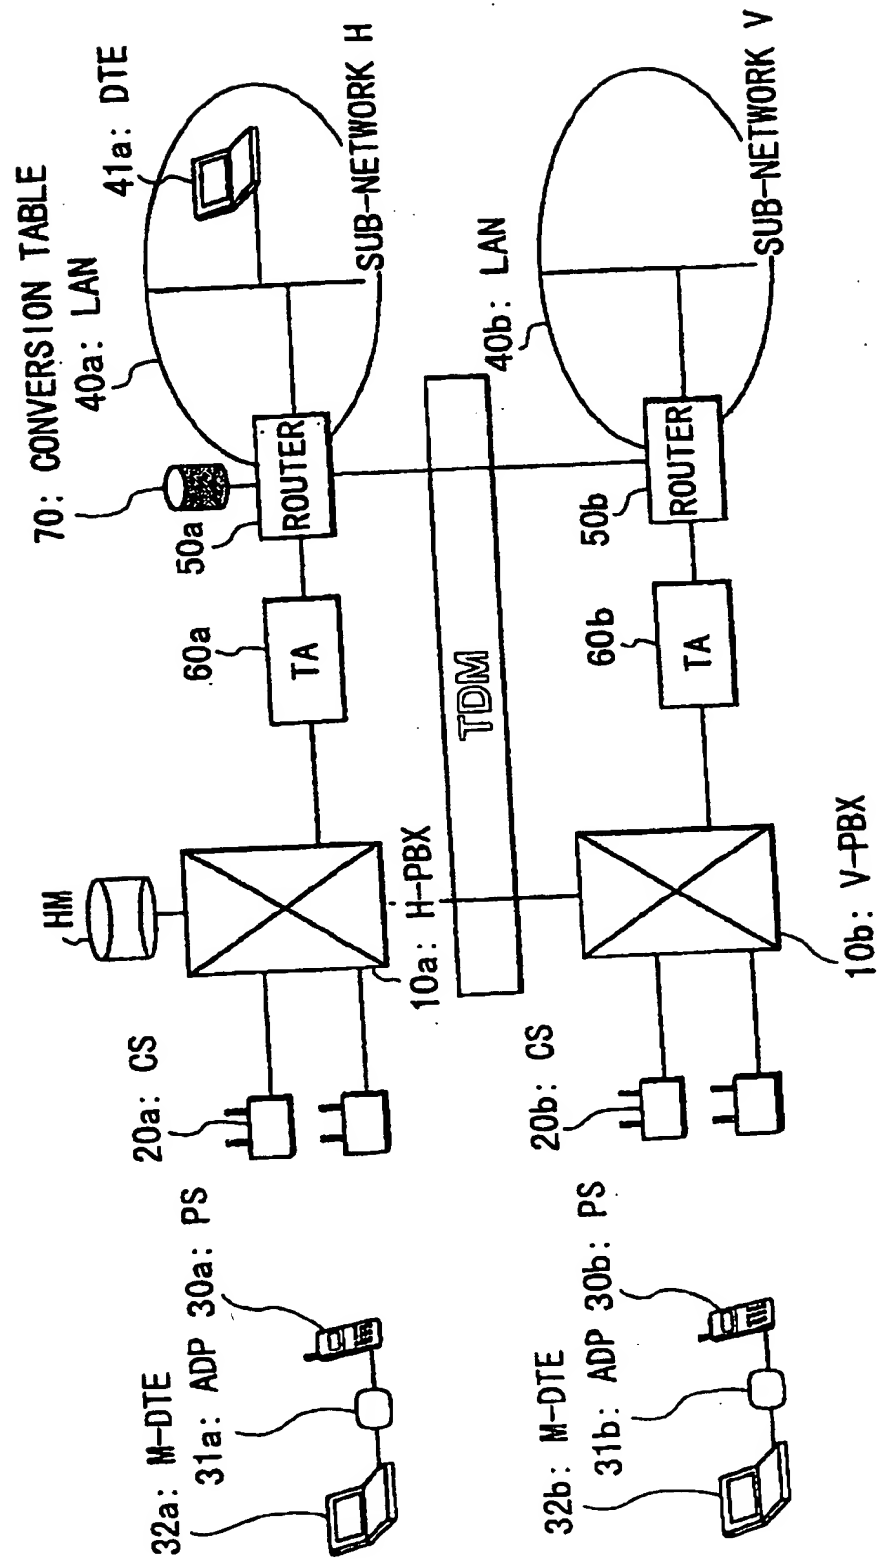 70: CONVERSION TABLE
40a: LAN
41a: DTE
HM
60a
50a
TA
ROUTER
SUB-NETWORK H
20a: CS
10a: H-PBX
32a: M-DTE
31a: ADP
30a: PS
TDM
40b: LAN
60b
50b
TA
ROUTER
SUB-NETWORK V
20b: CS
10b: V-PBX
32b: M-DTE
31b: ADP
30b: PS